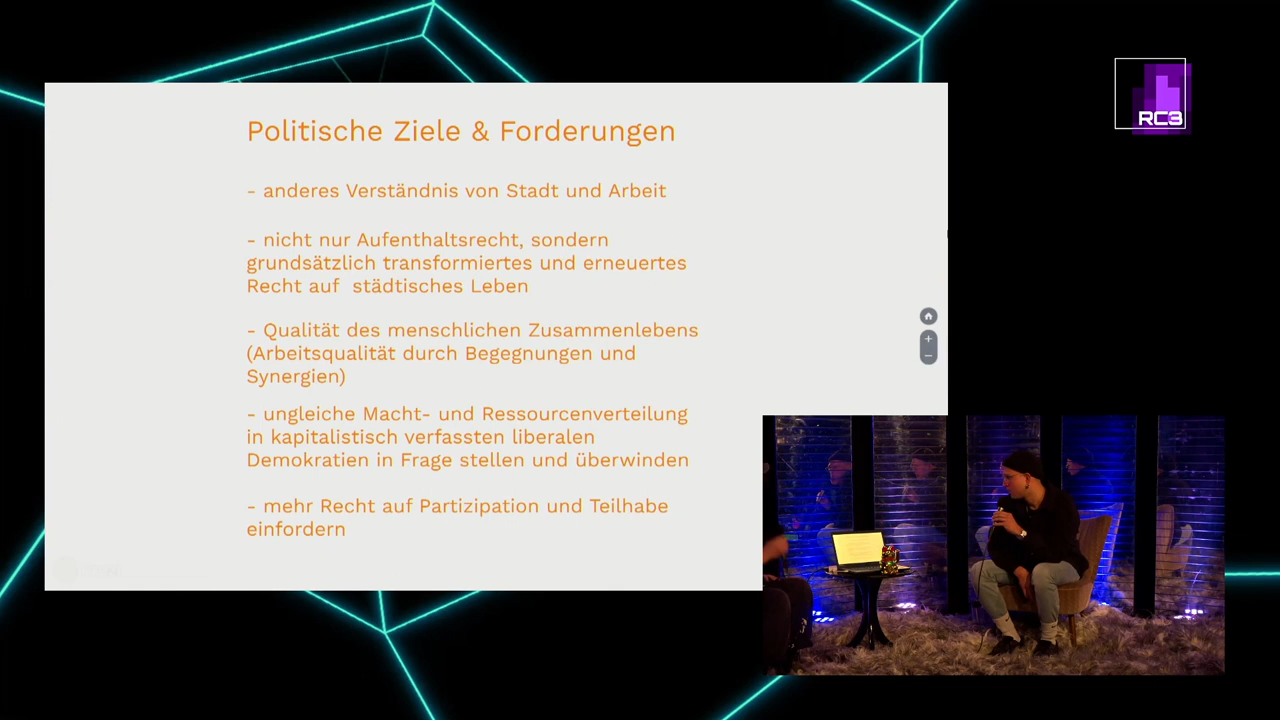 Politische Ziele & Forderungen
- anderes Verständnis von Stadt und Arbeit
- nicht nur Aufenthaltsrecht, sondern
grundsätzlich transformiertes und erneuertes
Recht auf  städtisches Leben
- Qualität des menschlichen Zusammenlebens
(Arbeitsqualität durch Begegnungen und
Synergien)
- ungleiche Macht- und Ressourcenverteilung
in kapitalistisch verfassten liberalen
Demokratien in Frage stellen und überwinden
- mehr Recht auf Partizipation und Teilhabe
einfordern
RC3